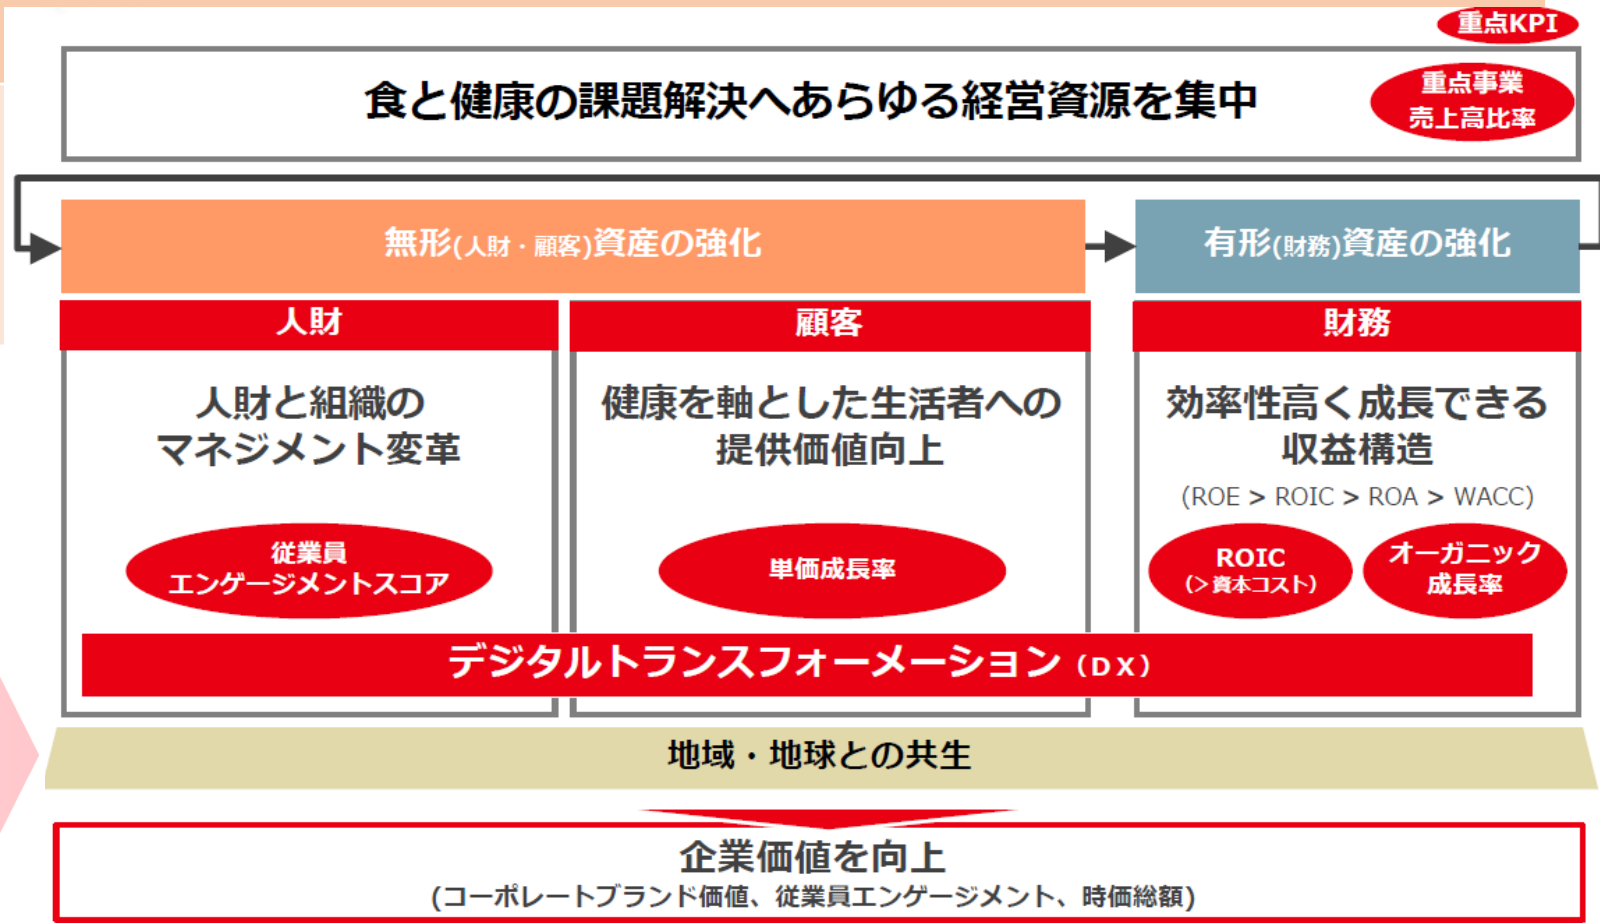 重点KPI
食と健康の課題解決へあらゆる経営資源を集中
重点事業
売上高比率
無形(人財・顧客)資産の強化
有形(財務)資産の強化
人財
顧客
財務
人財と組織の
マネジメント変革
健康を軸とした生活者への
提供価値向上
効率性高く成長できる
収益構造
(ROE > ROIC > ROA > WACC)
従業員
エンゲージメントスコア
単価成長率
ROIC
(>資本コスト)
オーガニック
成長率
デジタルトランスフォーメーション(DX)
地域・地球との共生
企業価値を向上
(コーポレートブランド価値、従業員エンゲージメント、時価総額)